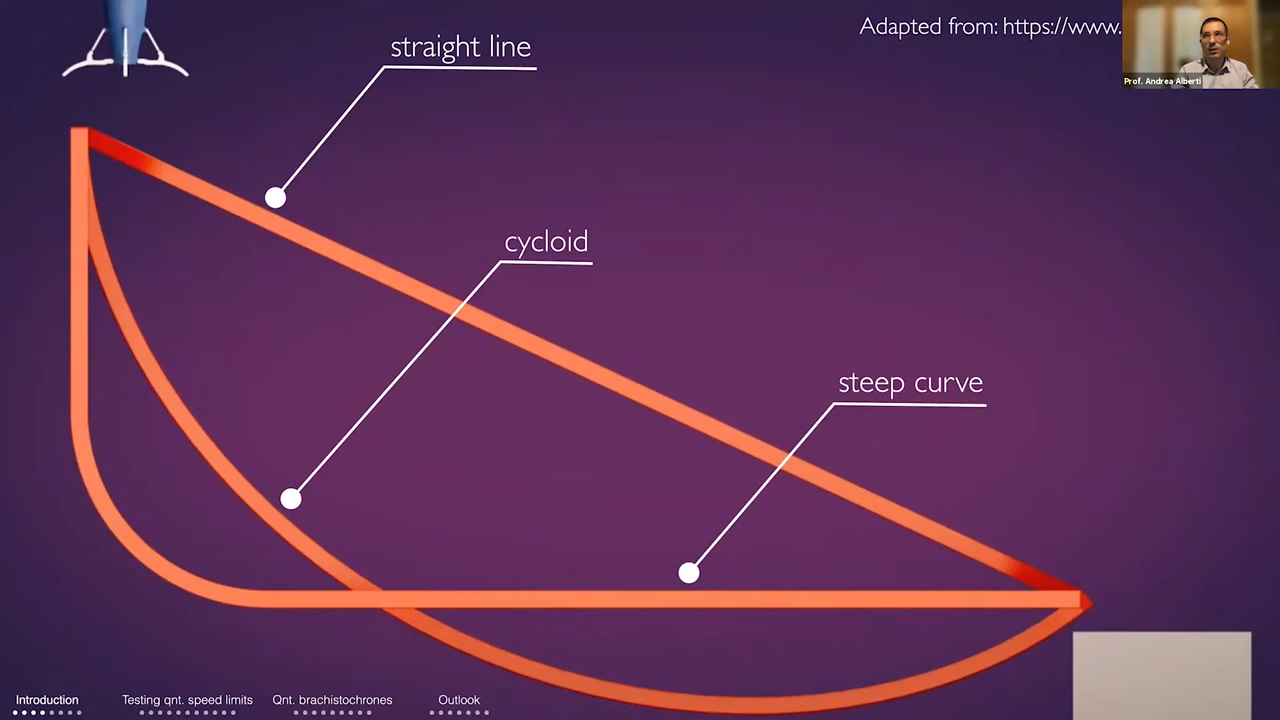 Adapted from: https://www.
straight line
Prof. Andrea Alberti
cycloid
steep curve
Introduction
Testing qnt. speed limits
Qnt. brachistochrones
Outlook